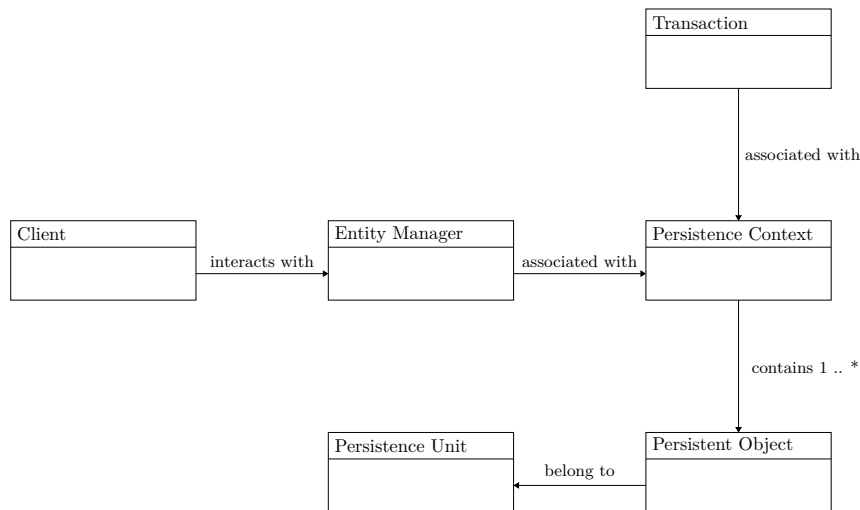 Transaction
associated with
Client
Entity Manager
Persistence Context
interacts with
associated with
contains 1 .. *
Persistence Unit
Persistent Object
belong to